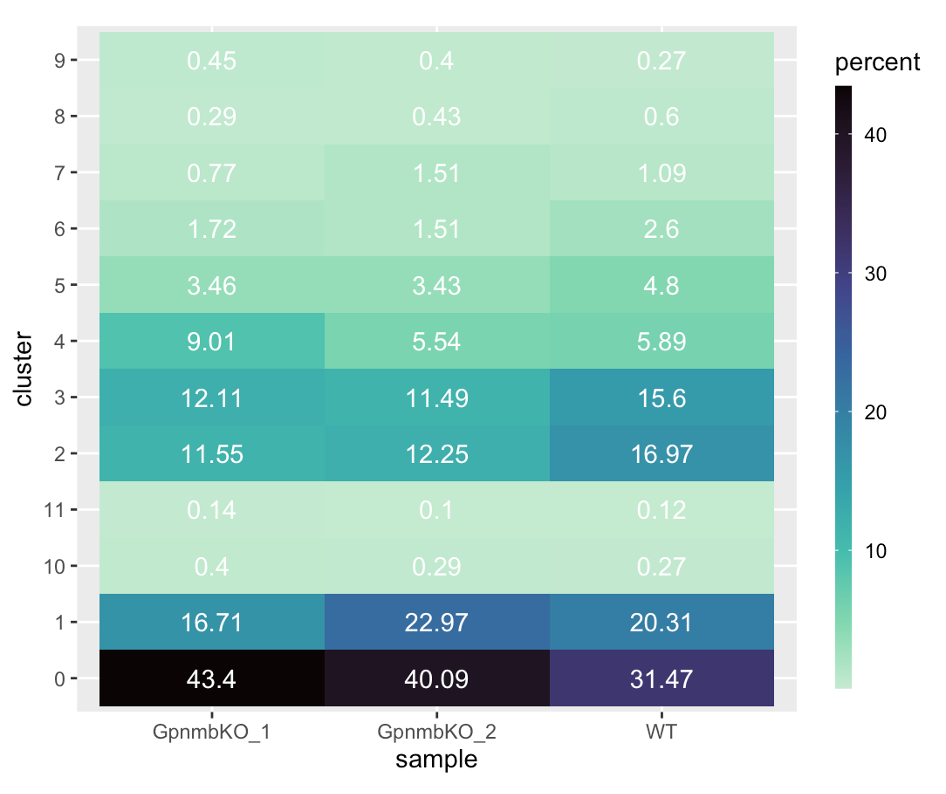 percent
40
30
20
10
cluster
9 0.45 0.4 0.27
8 0.29 0.43 0.6
7 0.77 1.51 1.09
6 1.72 1.51 2.6
5 3.46 3.43 4.8
4 9.01 5.54 5.89
3 12.11 11.49 15.6
2 11.55 12.25 16.97
11 0.14 0.1 0.12
10 0.4 0.29 0.27
1 16.71 22.97 20.31
0 43.4 40.09 31.47
GpnmbKO_1 GpnmbKO_2 WT
sample